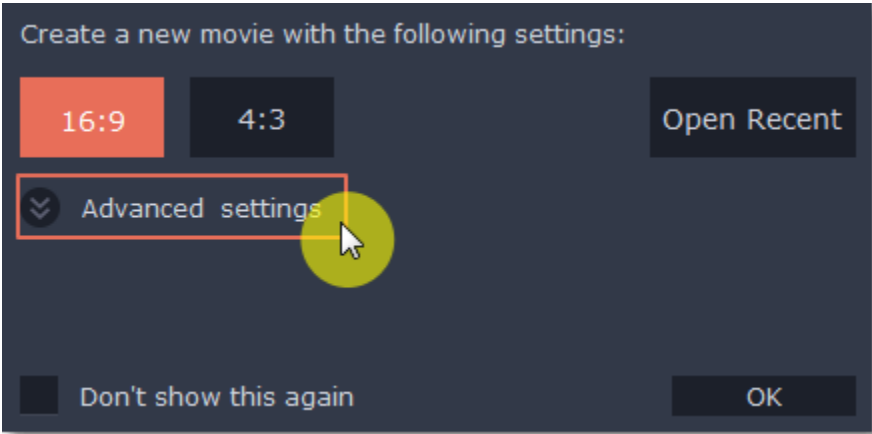 Create a new movie with the following settings:
16:9 4:3 Open Recent
Advanced settings
Don't show this again OK